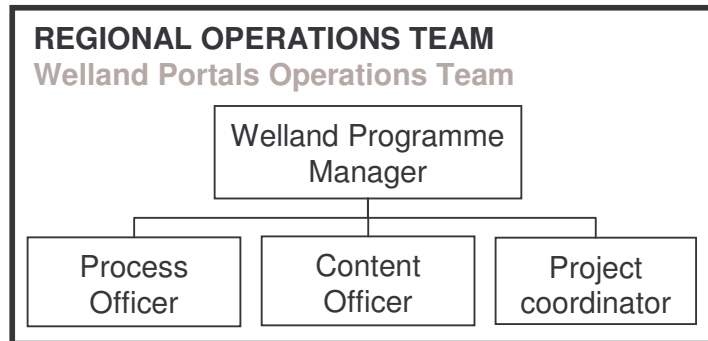 REGIONAL OPERATIONS TEAM
Welland Portals Operations Team
Welland Programme
Manager
Process
Officer
Content
Officer
Project
coordinator